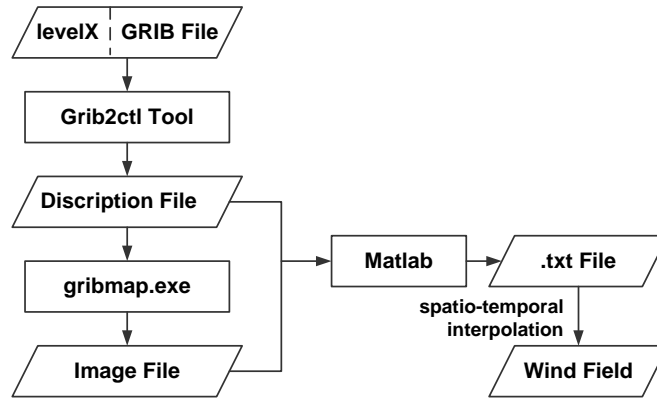 levelX GRIB File
Grib2ctl Tool
Discription File
gribmap.exe
Image File
Matlab
.txt File
spatio-temporal
interpolation
Wind Field